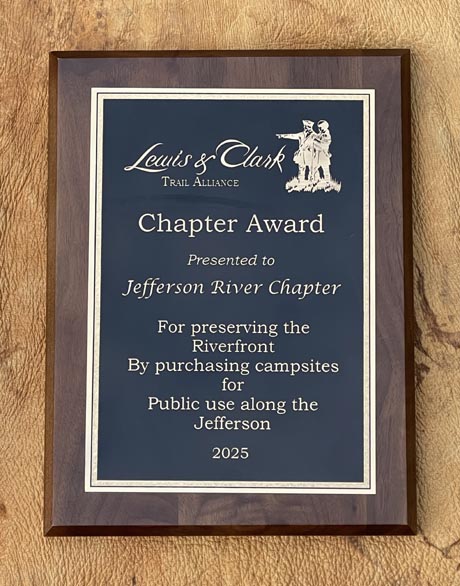 Lewis & Clark
Trail Alliance
Chapter Award
Presented to
Jefferson River Chapter
For preserving the
Riverfront
By purchasing campsites
for
Public use along the
Jefferson
2025